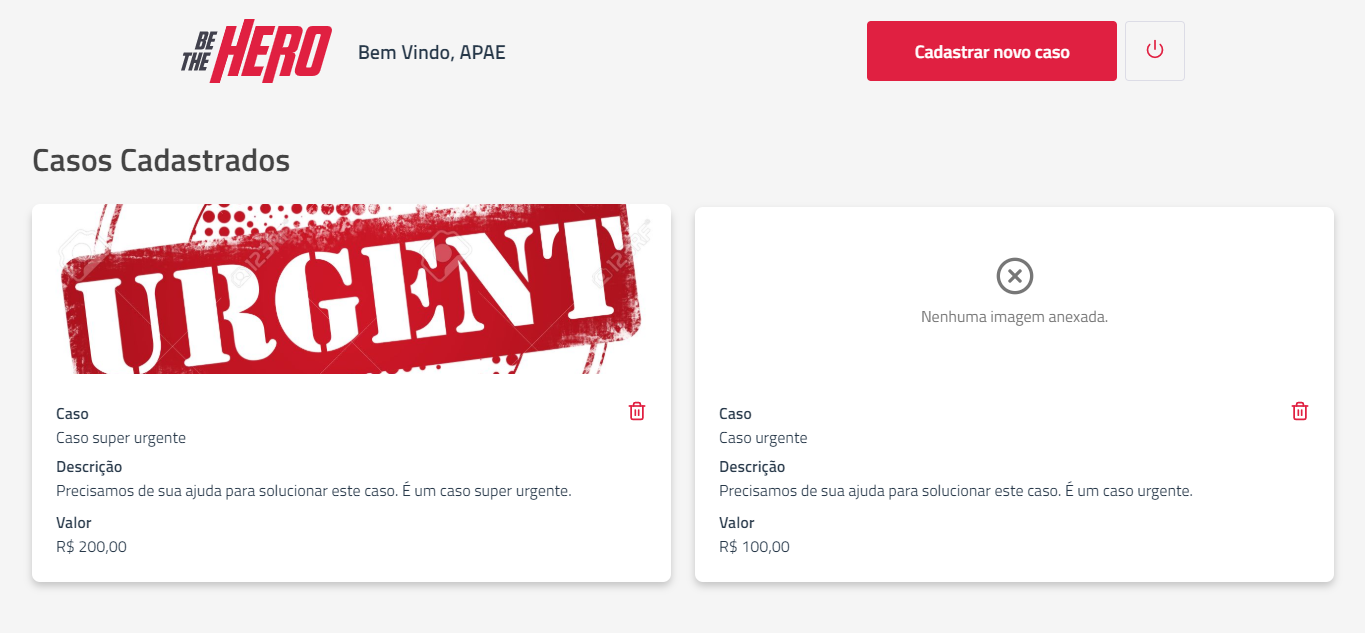 BE
THE
HERO
Bem Vindo, APAE
Cadastrar novo caso
Casos Cadastrados
URGENT
123RF
123RF
Caso
Caso super urgente
Descrição
Precisamos de sua ajuda para solucionar este caso. É um caso super urgente.
Valor
R$ 200,00
Nenhuma imagem anexada.
Caso
Caso urgente
Descrição
Precisamos de sua ajuda para solucionar este caso. É um caso urgente.
Valor
R$ 100,00